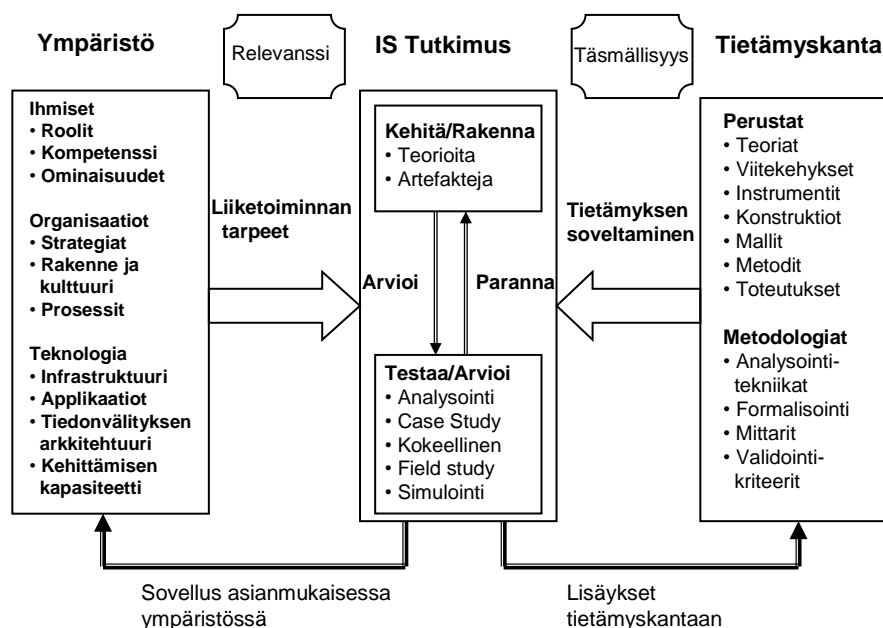 Ympäristö
Relevanssi
IS Tutkimus
Täsmällisyys
Tietämyskanta
Ihmiset
• Roolit
• Kompetenssi
• Ominaisuudet
Organisaatiot
• Strategiat
• Rakenne ja
kulttuuri
• Prosessit
Teknologia
• Infrastruktuuri
• Applikaatiot
• Tiedonvälityksen
arkkitehtuuri
• Kehittämisen
kapasiteetti
Liiketoiminnan
tarpeet
Kehitä/Rakenna
• Teorioita
• Artefakteja
Arvioi
Paranna
Testaa/Arvioi
• Analysointi
• Case Study
• Kokeellinen
• Field study
• Simulointi
Tietämyksen
soveltaminen
Perustat
• Teoriat
• Viitekehykset
• Instrumentit
• Konstruktiot
• Mallit
• Metodit
• Toteutukset
Metodologiat
• Analysointi-
tekniikat
• Formalisointi
• Mittarit
• Validointi-
kriteerit
Sovellus asianmukaisessa
ympäristössä
Lisäykset
tietämyskantaan